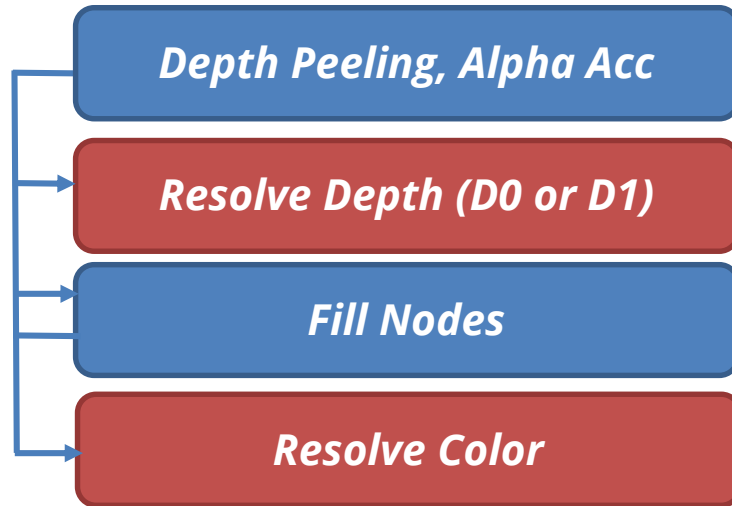 Depth Peeling, Alpha Acc
Resolve Depth (D0 or D1)
Fill Nodes
Resolve Color